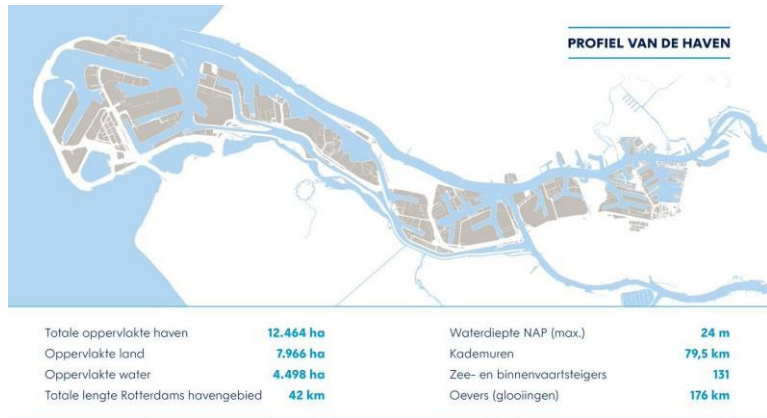 PROFIEL VAN DE HAVEN
Totale oppervlakte haven 12.464 ha
Oppervlakte land 7.966 ha
Oppervlakte water 4.498 ha
Totale lengte Rotterdams havengebied 42 km
Waterdiepte NAP (max.) 24 m
Kademuren 79,5 km
Zee- en binnenvaartsteigers 131
Oevers (glooiingen) 176 km